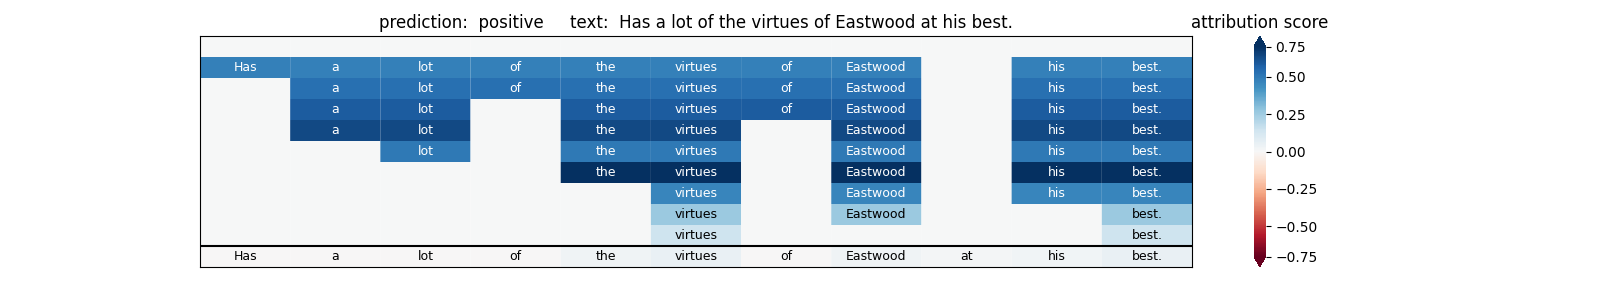 prediction:  positive     text:  Has a lot of the virtues of Eastwood at his best.
attribution score
Has a lot of the virtues of Eastwood his best.
a lot of the virtues of Eastwood his best.
a lot the virtues of Eastwood his best.
a lot the virtues Eastwood his best.
lot the virtues Eastwood his best.
the virtues Eastwood his best.
virtues Eastwood his best.
virtues Eastwood best.
virtues best.
Has a lot of the virtues of Eastwood at his best.
0.75
0.50
0.25
0.00
−0.25
−0.50
−0.75